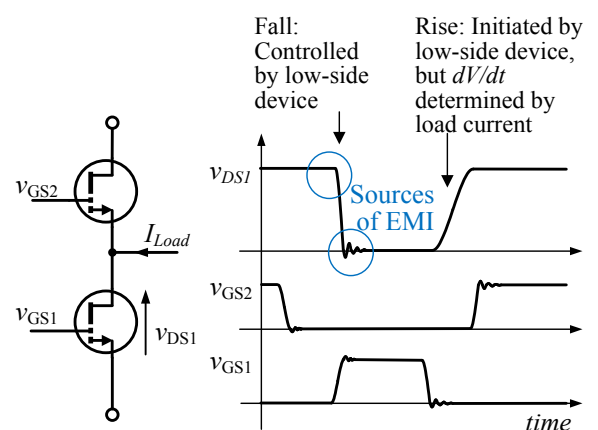 Fall:
Controlled
by low-side
device
Rise: Initiated by
low-side device,
but dV/dt
determined by
load current
vDS1
Sources
of EMI
vGS2
ILoad
vGS2
vGS1
vDS1
vGS1
time